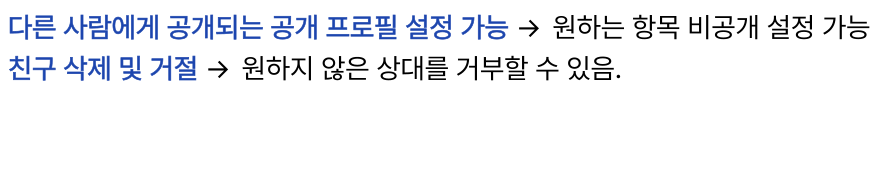 다른 사람에게 공개되는 공개 프로필 설정 가능 → 원하는 항목 비공개 설정 가능
친구 삭제 및 거절 → 원하지 않은 상대를 거부할 수 있음.